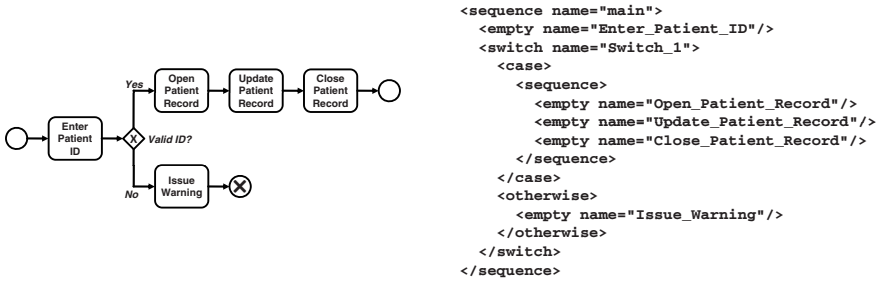 Yes
Open
Patient
Record
Update
Patient
Record
Close
Patient
Record
Enter
Patient
ID
X
Valid ID?
No
Issue
Warning
<sequence name="main">
<empty name="Enter_Patient_ID"/>
<switch name="Switch_1">
<case>
<sequence>
<empty name="Open_Patient_Record"/>
<empty name="Update_Patient_Record"/>
<empty name="Close_Patient_Record"/>
</sequence>
</case>
<otherwise>
<empty name="Issue_Warning"/>
</otherwise>
</switch>
</sequence>